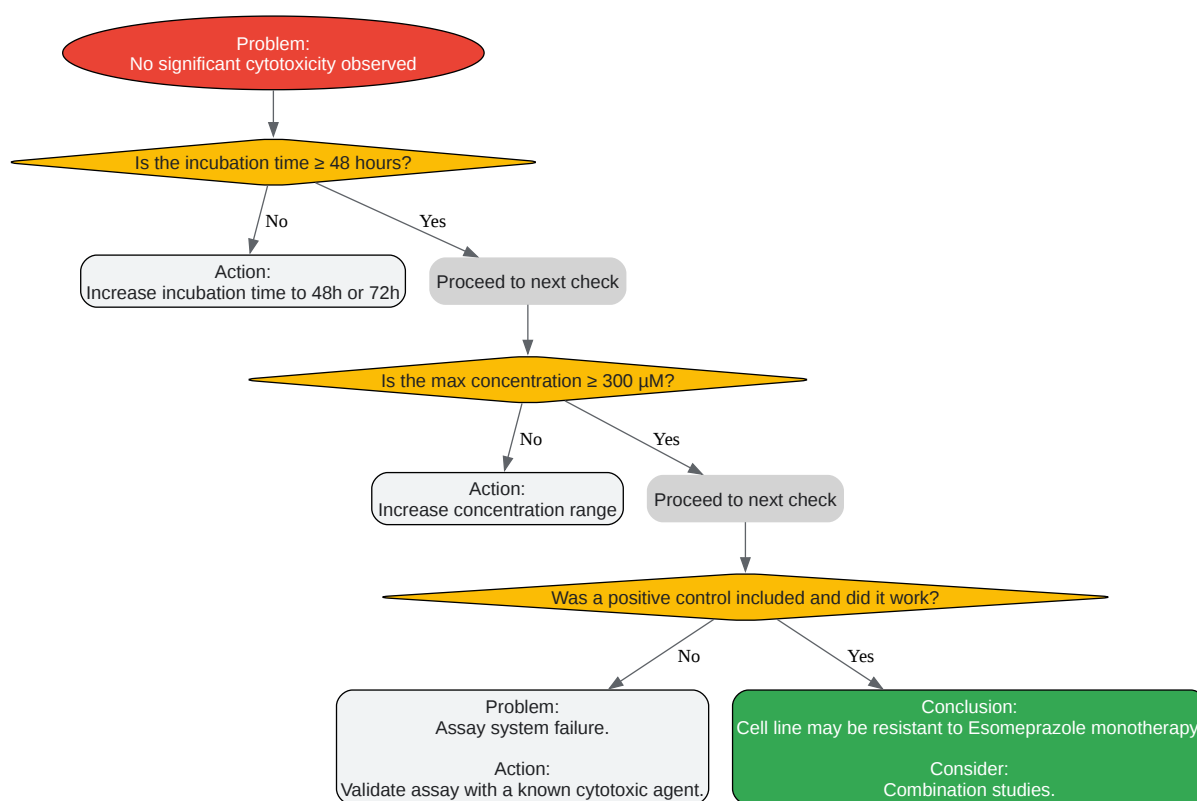 Problem:
No significant cytotoxicity observed
Is the incubation time ≥ 48 hours?
No
Yes
Action:
Increase incubation time to 48h or 72h
Proceed to next check
Is the max concentration ≥ 300 µM?
No
Yes
Action:
Increase concentration range
Proceed to next check
Was a positive control included and did it work?
No
Yes
Problem:
Assay system failure.
Action:
Validate assay with a known cytotoxic agent.
Conclusion:
Cell line may be resistant to Esomeprazole monotherapy
Consider:
Combination studies.